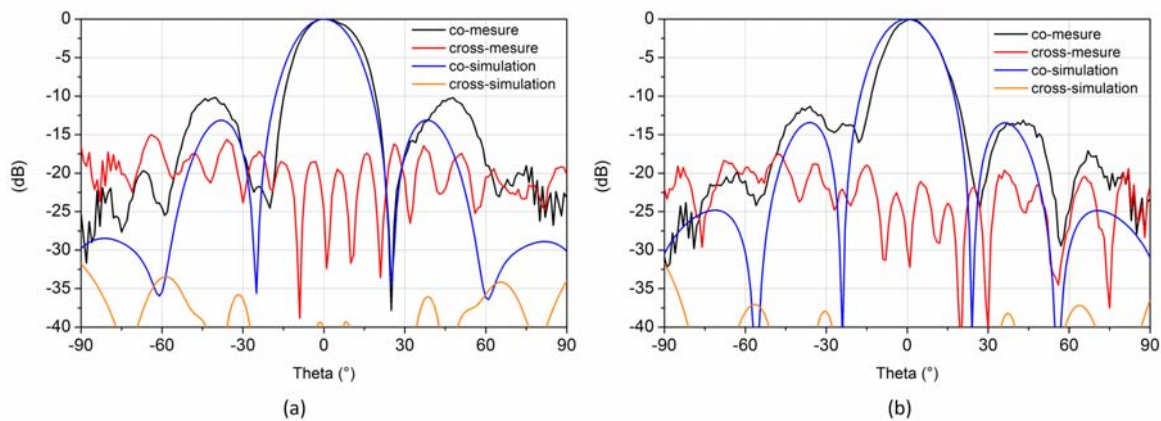 0
-5
-10
-15
-20
-25
-30
-35
-40
(dB)
-90 -60 -30 0 30 60 90
Theta (°)
co-mesure
cross-mesure
co-simulation
cross-simulation
(a)
0
-5
-10
-15
-20
-25
-30
-35
-40
(dB)
-90 -60 -30 0 30 60 90
Theta (°)
co-mesure
cross-mesure
co-simulation
cross-simulation
(b)